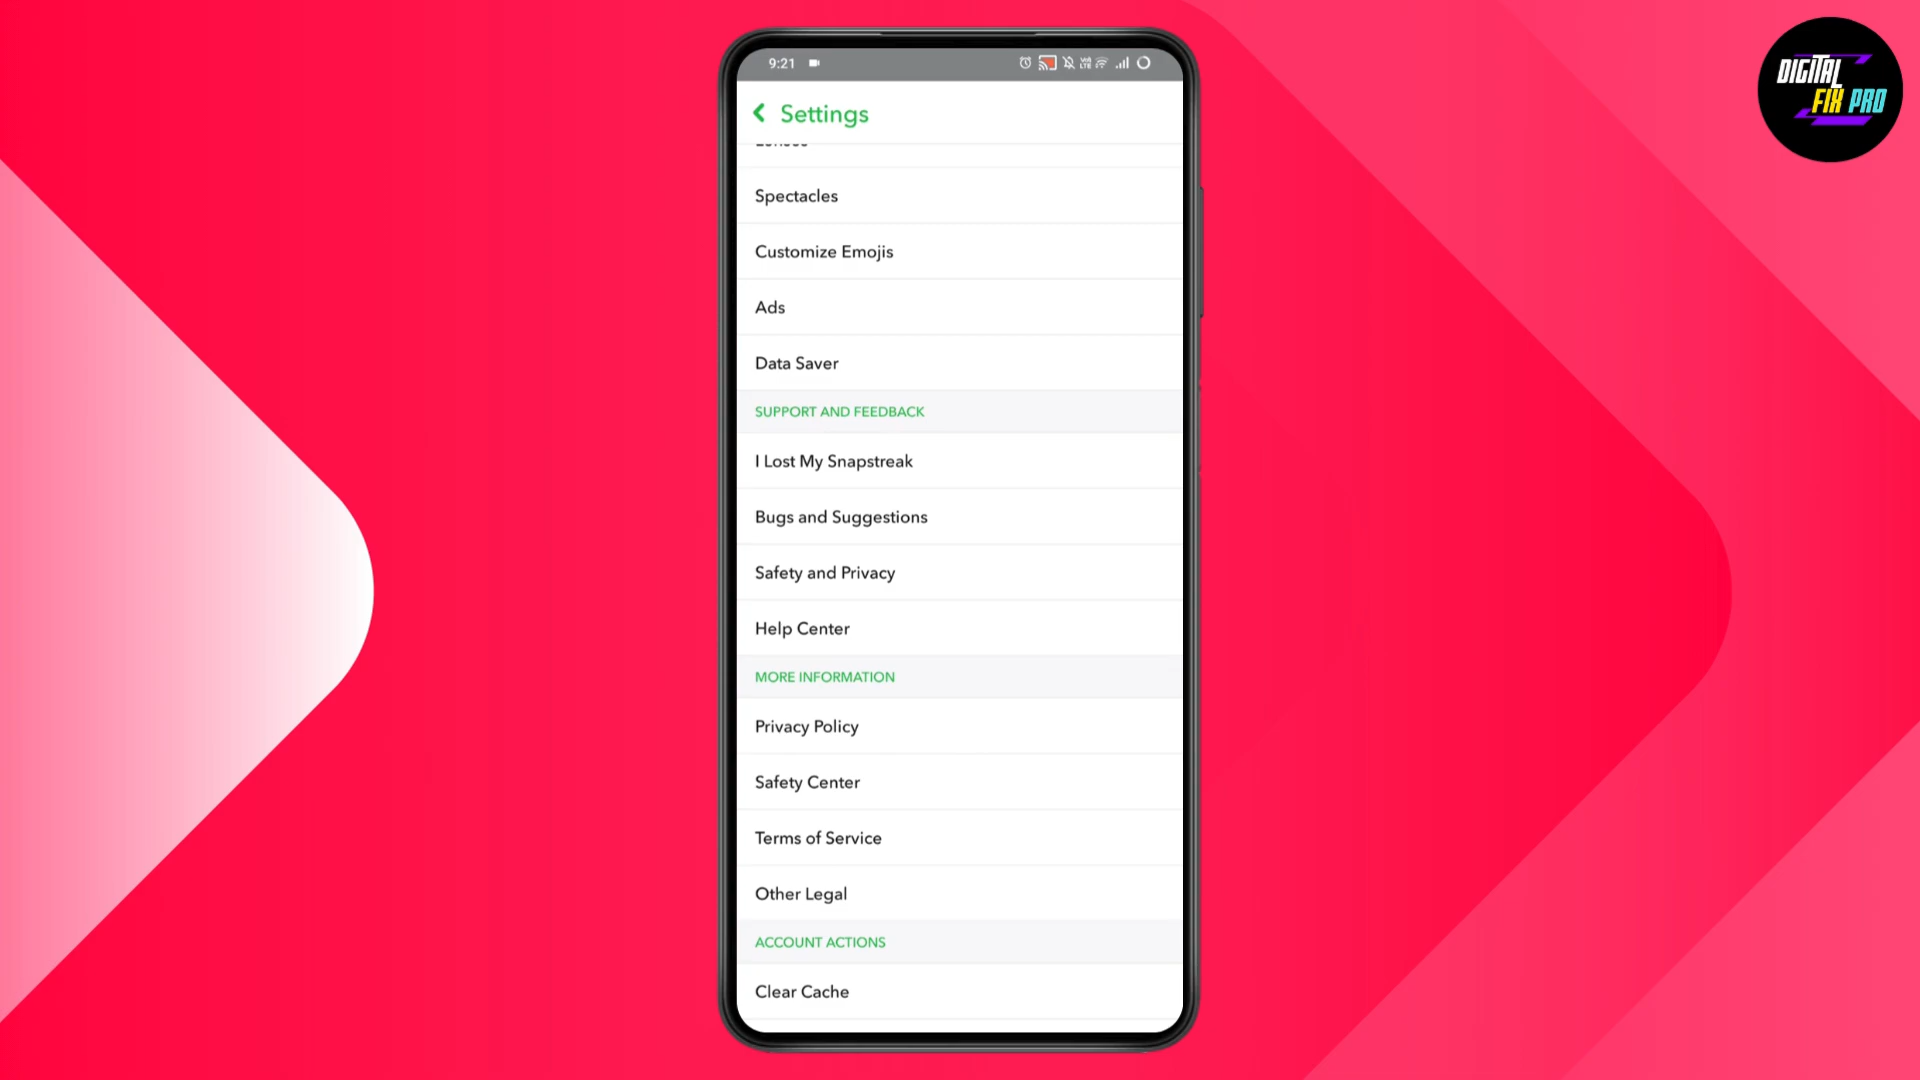 9:21
DIGITAL
FIX PRO
Settings
Spectacles
Customize Emojis
Ads
Data Saver
SUPPORT AND FEEDBACK
I Lost My Snapstreak
Bugs and Suggestions
Safety and Privacy
Help Center
MORE INFORMATION
Privacy Policy
Safety Center
Terms of Service
Other Legal
ACCOUNT ACTIONS
Clear Cache